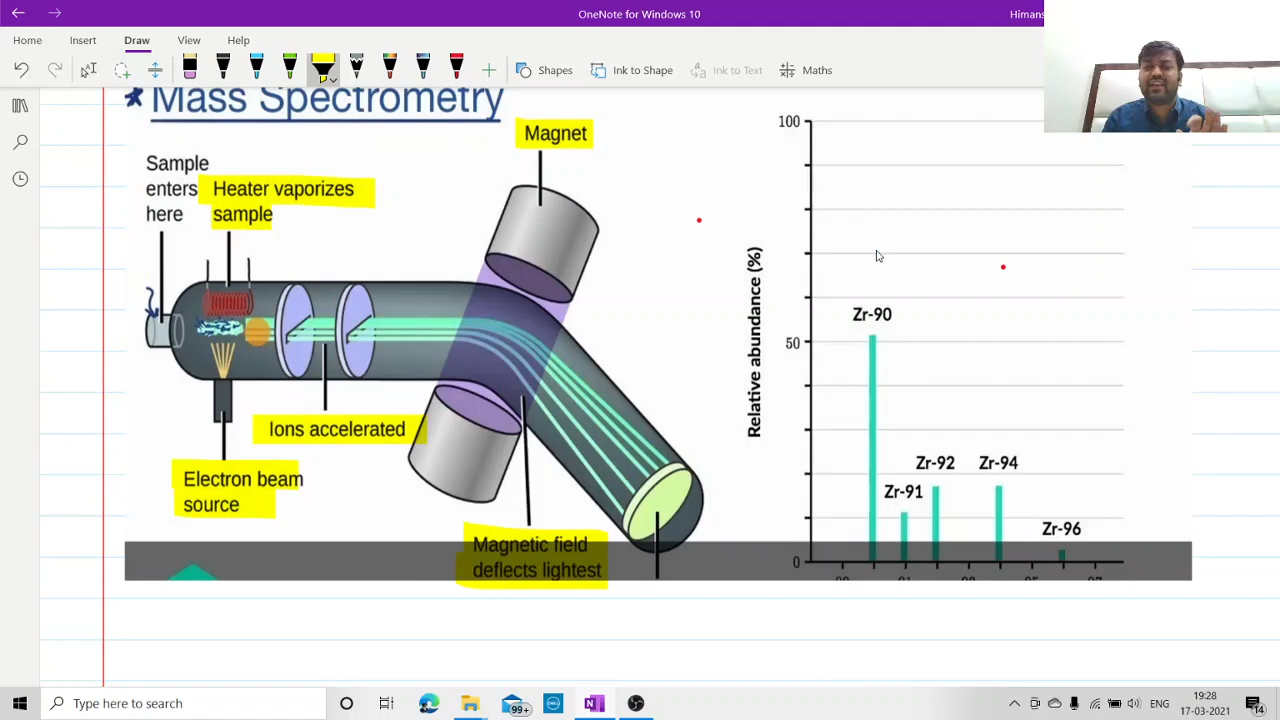 OneNote for Windows 10
Himans
Home
Insert
Draw
View
Help
Shapes
Ink to Shape
Ink to Text
Maths
Mass Spectrometry
Sample
enters
here
Heater vaporizes
sample
Magnet
Ions accelerated
Electron beam
source
Magnetic field
deflects lightest
100
50
0
Relative abundance (%)
Zr-90
Zr-91
Zr-92
Zr-94
Zr-96
Type here to search
99+
DELL
ENG
19:28
17-03-2021
14